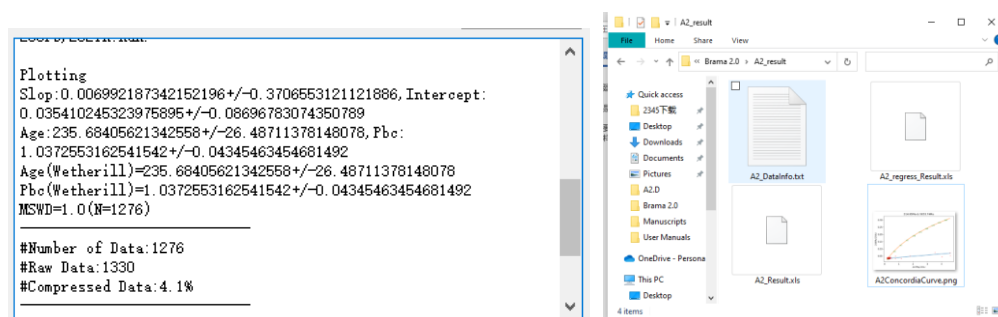 Plotting
Slop:0.006992187342152196+/-0.3706553121121886,Intercept:
0.035410245323975895+/-0.08696783074350789
Age:235.68405621342558+/-26.48711378148078,Pbc:
1.0372553162541542+/-0.04345463454681492
Age(Wetherill)=235.68405621342558+/-26.48711378148078
Pbc(Wetherill)=1.0372553162541542+/-0.04345463454681492
MSWD=1.0(N=1276)
#Number of Data:1276
#Raw Data:1330
#Compressed Data:4.1%
A2_result
File Home Share View
« Brama 2.0 › A2_result
Quick access
2345下载
Desktop
Downloads
Documents
Pictures
A2.D
Brama 2.0
Manuscripts
User Manuals
OneDrive - Persona
This PC
Desktop
A2_DataInfo.txt
A2_regress_Result.xls
A2_Result.xls
A2ConcordiaCurve.png
4 items